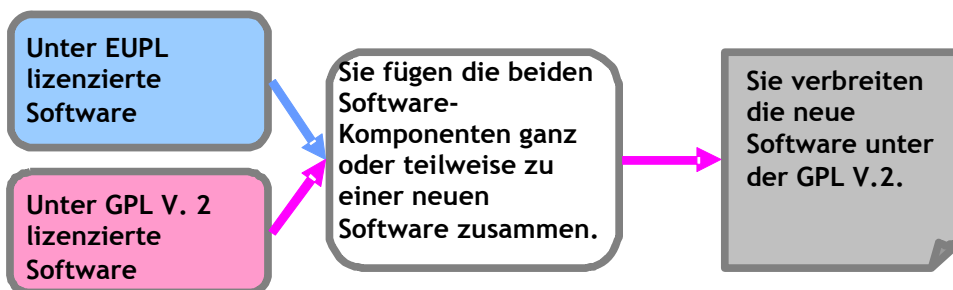 Unter EUPL
lizenzierte
Software
Unter GPL V. 2
lizenzierte
Software
Sie fügen die beiden
Software-
Komponenten ganz
oder teilweise zu
einer neuen
Software zusammen.
Sie verbreiten
die neue
Software unter
der GPL V.2.